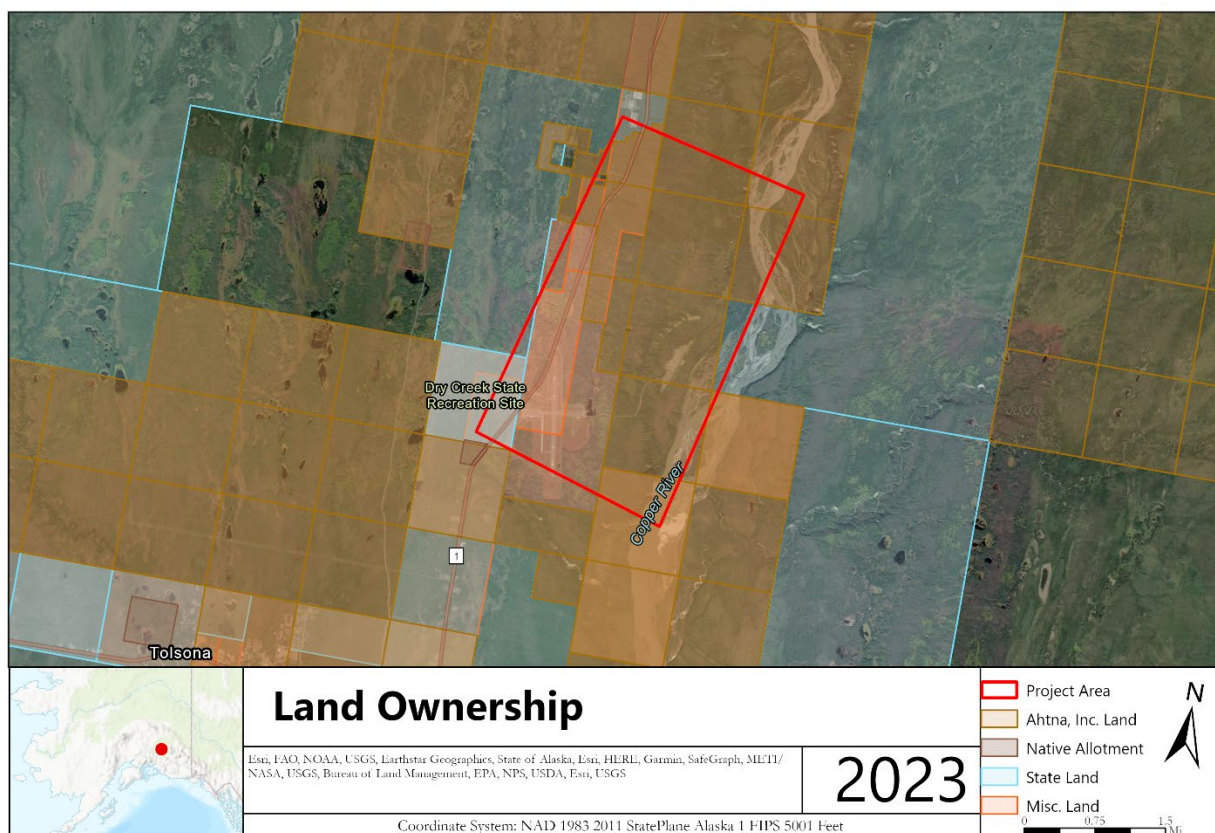 Dry Creek State
Recreation Site
Copper River
1
Tolsona
Land Ownership
Esri, FAO, NOAA, USGS, Earthstar Geographics, State of Alaska, Esri, HERE, Garmin, SafeGraph, METI/
NASA, USGS, Bureau of Land Management, EPA, NPS, USDA, Esri, USGS
2023
Coordinate System: NAD 1983 2011 StatePlane Alaska 1 FIPS 5001 Feet
Project Area
Ahtna, Inc. Land
Native Allotment
State Land
Misc. Land
N
0 0.75 1.5
Mi